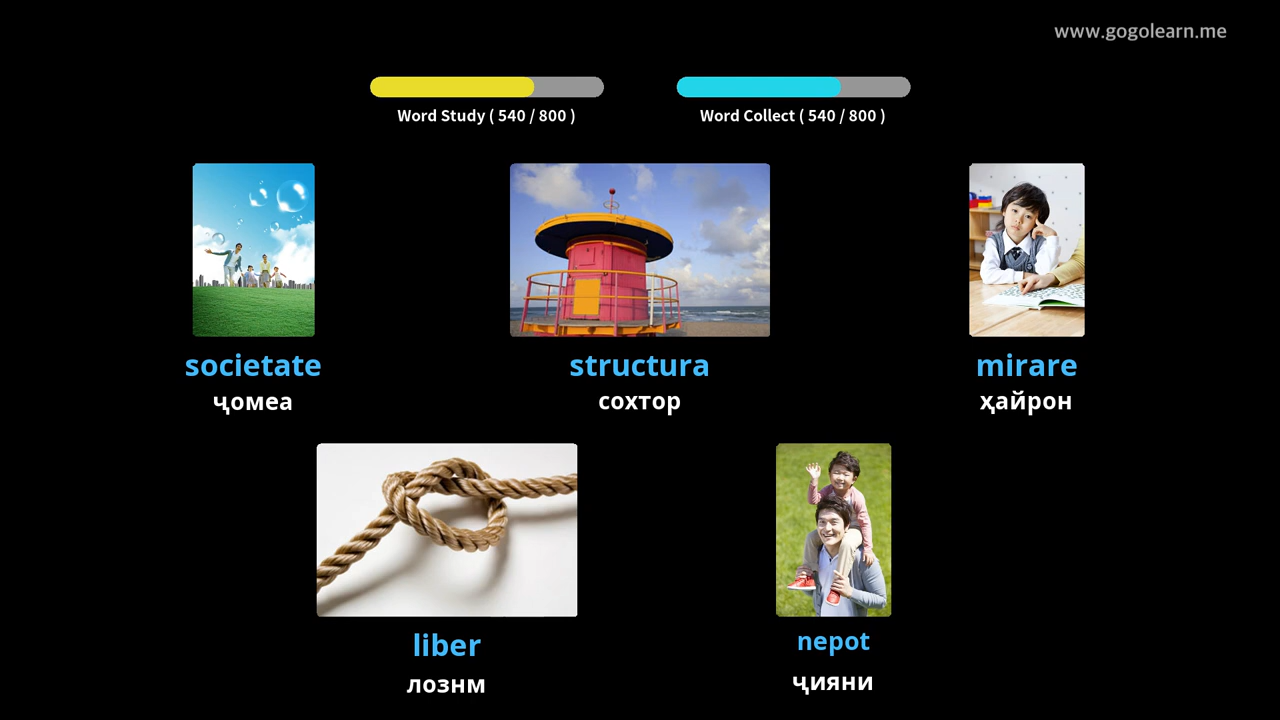 www.gogolearn.me
Word Study ( 540 / 800 )
Word Collect ( 540 / 800 )
societate
structura
mirare
ҷомеа
сохтор
ҳайрон
liber
nepot
лознм
ҷияни